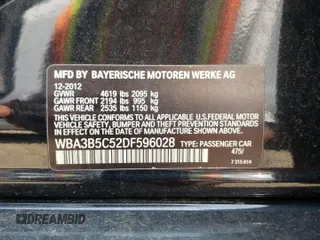 MFD BY BAYERISCHE MOTOREN WERKE AG
12-2012
GVWR 4619 lbs 2095 kg
GAWR FRONT 2194 lbs 995 kg
GAWR REAR 2535 lbs 1150 kg
THIS VEHICLE CONFORMS TO ALL APPLICABLE
U.S.FEDERAL MOTOR VEHICLE SAFETY, BUMPER,
AND THEFT PREVENTION STANDARDS IN EFFECT
ON THE DATE OF MANUFACTURE SHOWN ABOVE.
WBA3B5C52DF596028 TYPE: PASSENGER CAR
475/
7 315 814
DREAMBID